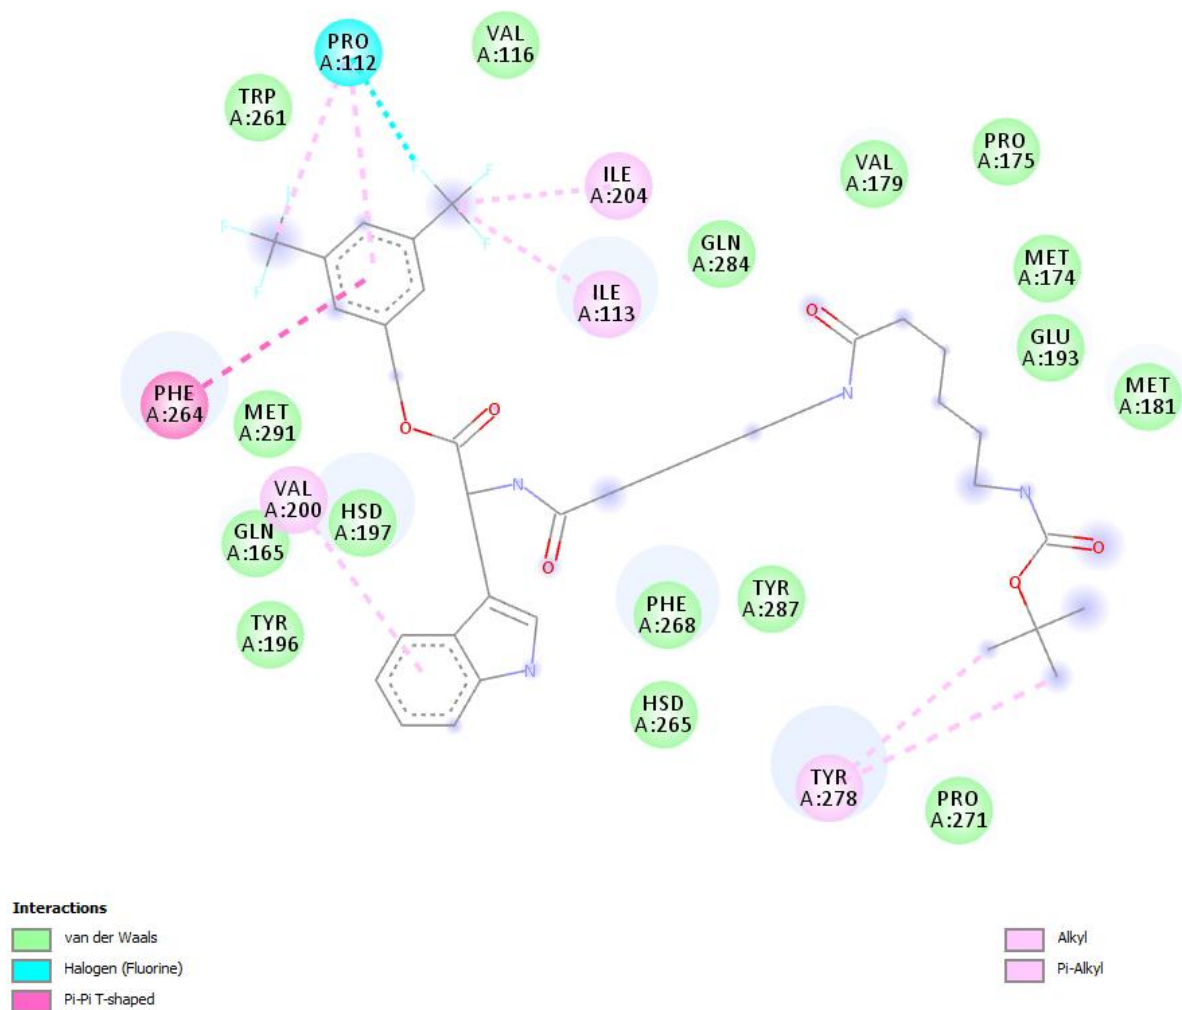 PRO
A:112
VAL
A:116
TRP
A:261
PRO
A:175
VAL
A:179
ILE
A:204
F
F
F
F
F
F
GLN
A:284
MET
A:174
ILE
A:113
O
GLU
A:193
MET
A:181
PHE
A:264
N
MET
A:291
O
O
VAL
A:200
N
N
HSD
A:197
GLN
A:165
O
O
O
PHE
A:268
TYR
A:287
TYR
A:196
N
HSD
A:265
TYR
A:278
PRO
A:271
Interactions
van der Waals
Halogen (Fluorine)
Pi-Pi T-shaped
Alkyl
Pi-Alkyl